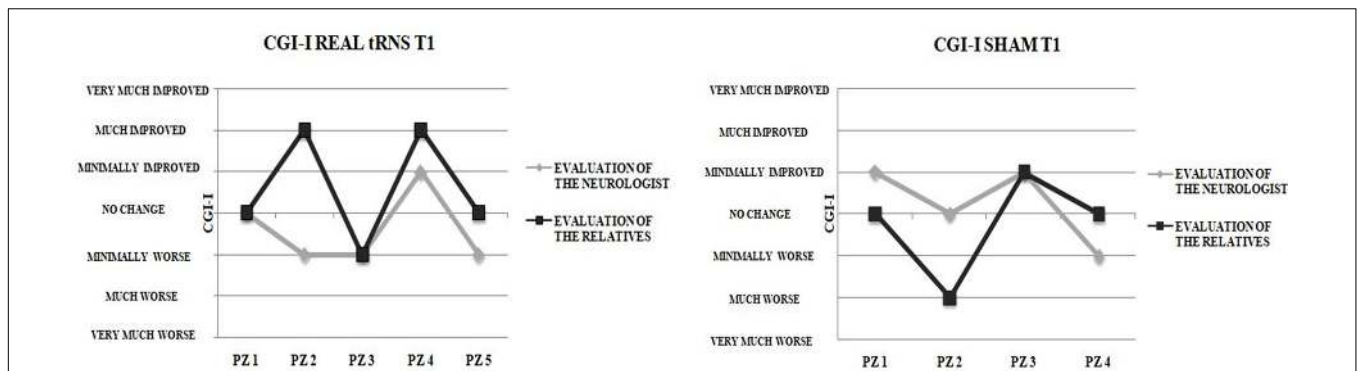 CGI-I REAL tRNS T1
VERY MUCH IMPROVED
MUCH IMPROVED
MINIMALLY IMPROVED
NO CHANGE
MINIMALLY WORSE
MUCH WORSE
VERY MUCH WORSE
CGI-I
PZ 1 PZ 2 PZ 3 PZ 4 PZ 5
EVALUATION OF
THE NEUROLOGIST
EVALUATION OF
THE RELATIVES
CGI-I SHAM T1
VERY MUCH IMPROVED
MUCH IMPROVED
MINIMALLY IMPROVED
NO CHANGE
MINIMALLY WORSE
MUCH WORSE
VERY MUCH WORSE
CGI-I
PZ 1 PZ 2 PZ 3 PZ 4
EVALUATION OF
THE NEUROLOGIST
EVALUATION OF
THE RELATIVES